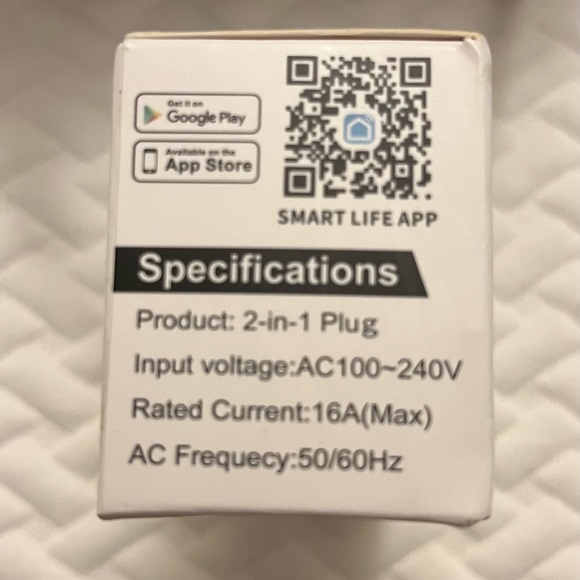 Get it on
Google Play
Available on the
App Store
SMART LIFE APP
Specifications
Product: 2-in-1 Plug
Input voltage:AC100~240V
Rated Current:16A(Max)
AC Frequecy:50/60Hz